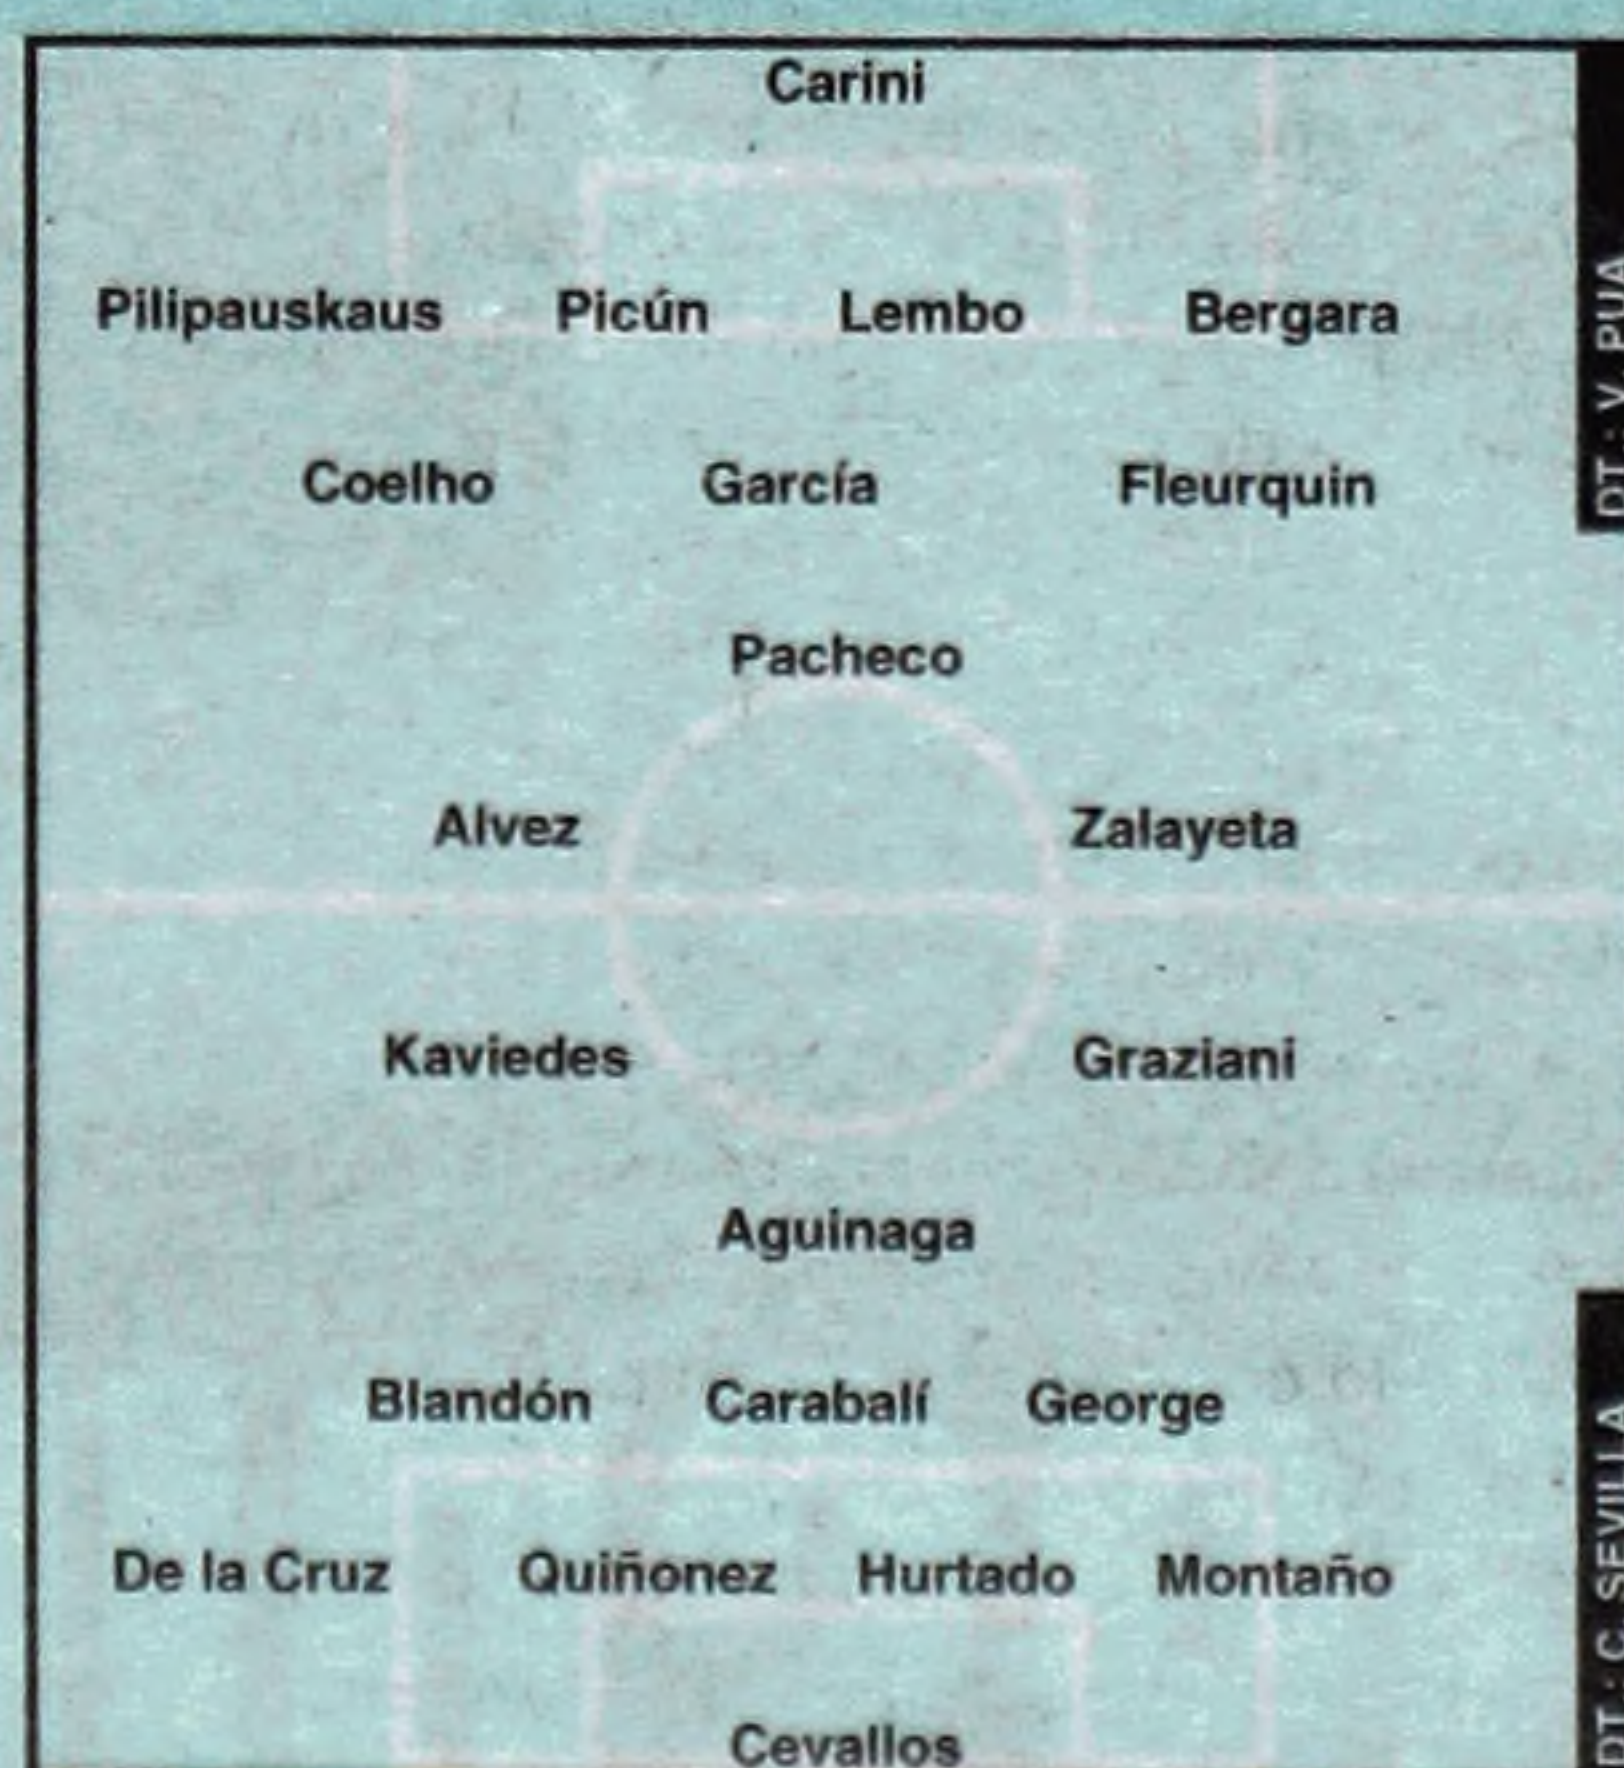 Carini
Pilipauskaus Picún Lembo Bergara
Coelho García Fleurquin
Pacheco
Alvez Zalayeta
Kaviedes Graziani
Aguinaga
Blandón Carabalí George
De la Cruz Quiñonez Hurtado Montaño
Cevallos
DT.: V. PUA
DT.: C. SEVILLA